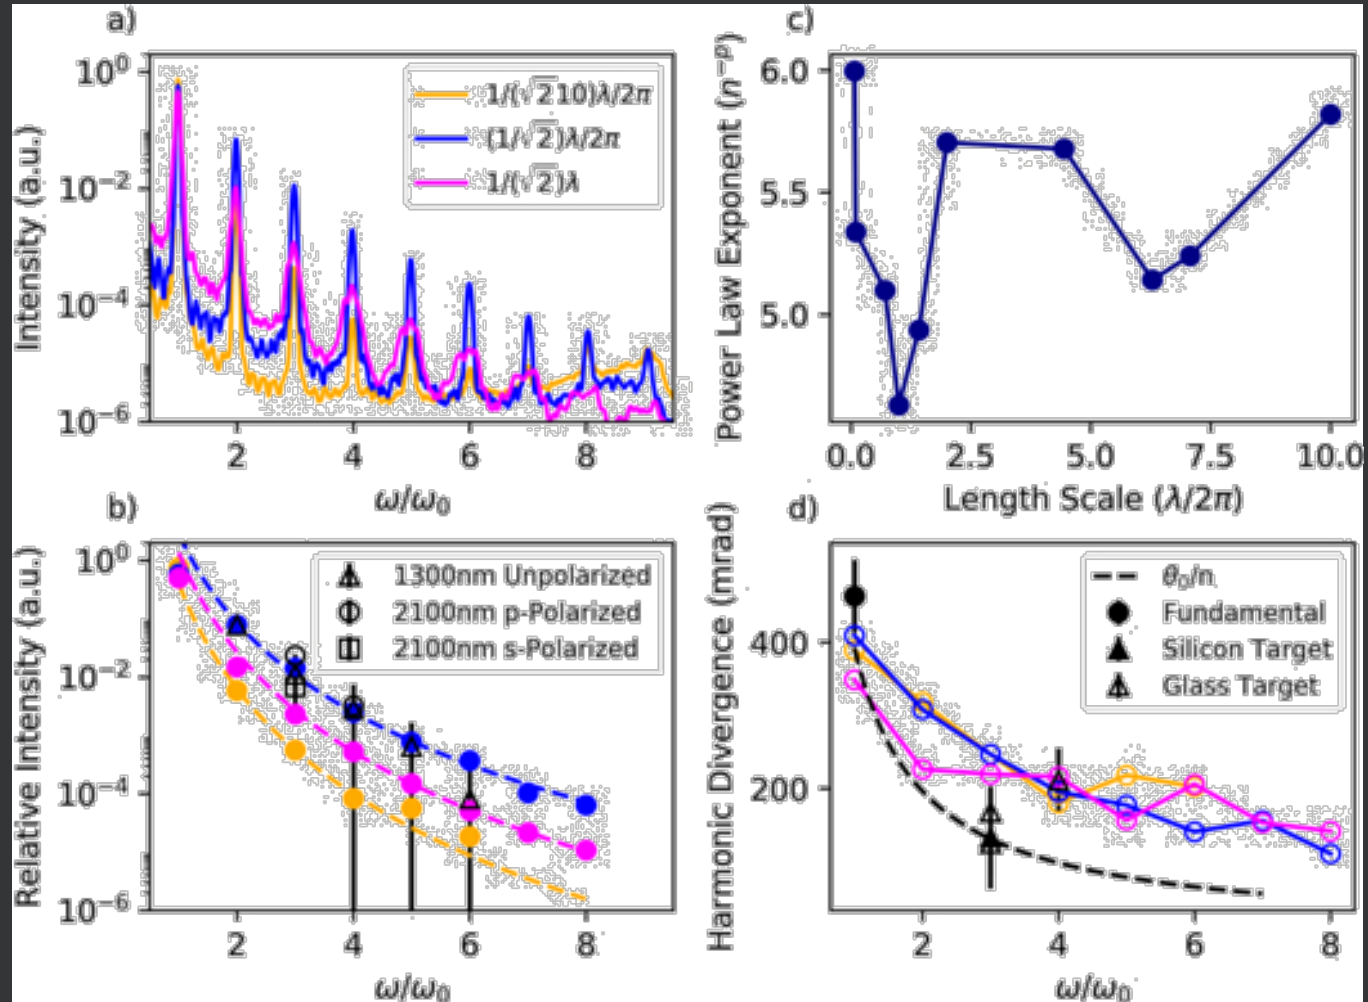 a)
Intensity (a.u.)
10⁰
10⁻²
10⁻⁴
10⁻⁶
1/(√2 10)λ/2π
(1/√2)λ/2π
1/(√2)λ
2 4 6 8
ω/ω₀
c)
Power Law Exponent (n⁻ᵖ)
6.0
5.5
5.0
0.0 2.5 5.0 7.5 10.0
Length Scale (λ/2π)
b)
Relative Intensity (a.u.)
10⁰
10⁻²
10⁻⁴
10⁻⁶
1300nm Unpolarized
2100nm p-Polarized
2100nm s-Polarized
2 4 6 8
ω/ω₀
d)
Harmonic Divergence (mrad)
400
200
θ₀/n
Fundamental
Silicon Target
Glass Target
2 4 6 8
ω/ω₀